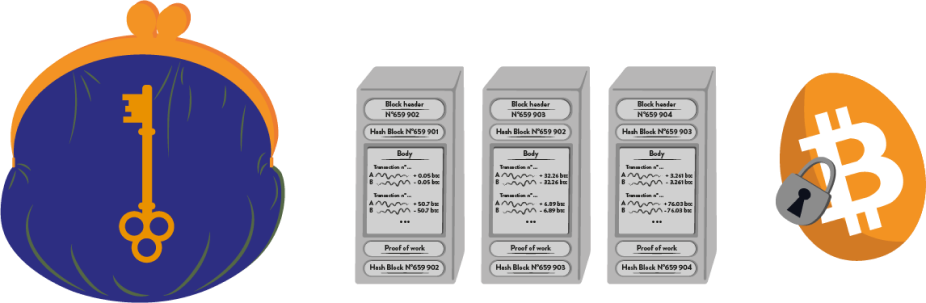 Block header
N°659 902
Hash Block N°659 901
Body
Transaction n°...
A + 0.05 btc
B - 0.05 btc
Transaction n°...
A + 50.7 btc
B - 50.7 btc
...
Proof of work
Hash Block N°659 902
Block header
N°659 903
Hash Block N°659 902
Body
Transaction n°...
A + 32.26 btc
B - 32.26 btc
Transaction n°...
A + 6.89 btc
B - 6.89 btc
...
Proof of work
Hash Block N°659 903
Block header
N°659 904
Hash Block N°659 903
Body
Transaction n°...
A + 3.261 btc
B - 3.261 btc
Transaction n°...
A + 76.03 btc
B - 76.03 btc
...
Proof of work
Hash Block N°659 904